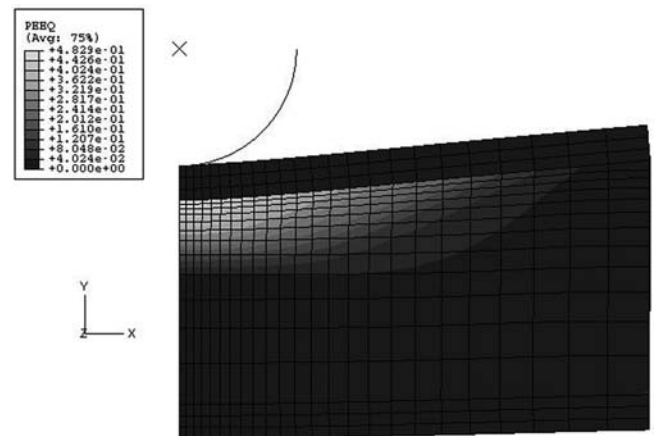 PEEQ
(Avg: 75%)
+4.829e-01
+4.426e-01
+4.024e-01
+3.622e-01
+3.219e-01
+2.817e-01
+2.414e-01
+2.012e-01
+1.610e-01
+1.207e-01
+8.048e-02
+4.024e-02
+0.000e+00
Y
Z X